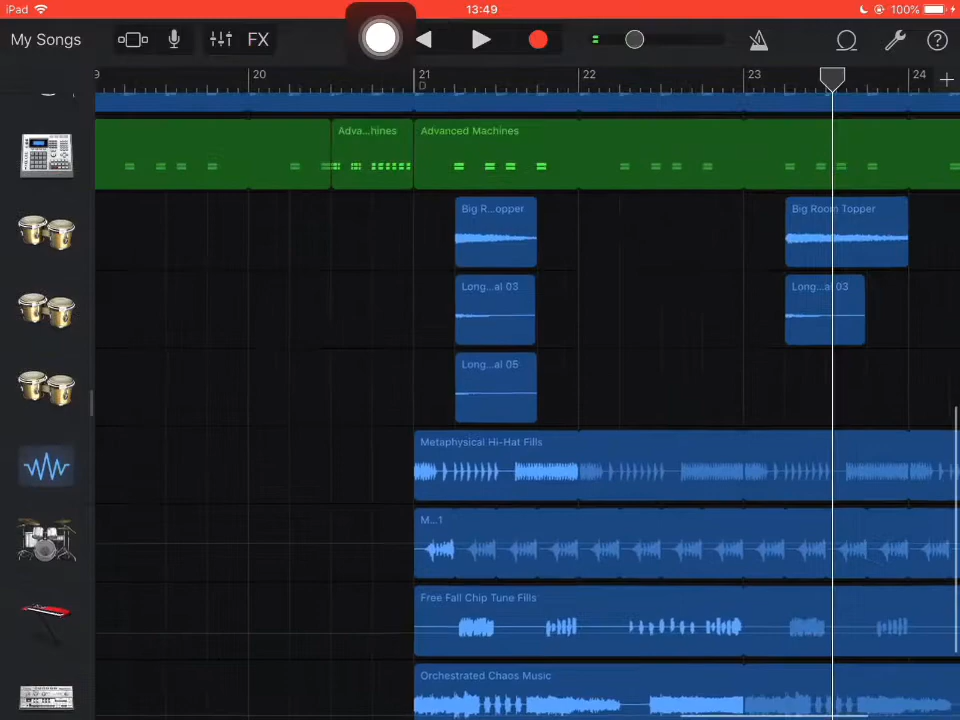 iPad 13:49 100%
My Songs FX
9 20 21 22 23 24
D
Adva...hines Advanced Machines
Big R...opper Big Room Topper
Long...al 03 Long...al 03
Long...al 05
Metaphysical Hi-Hat Fills
M...1
Free Fall Chip Tune Fills
Orchestrated Chaos Music